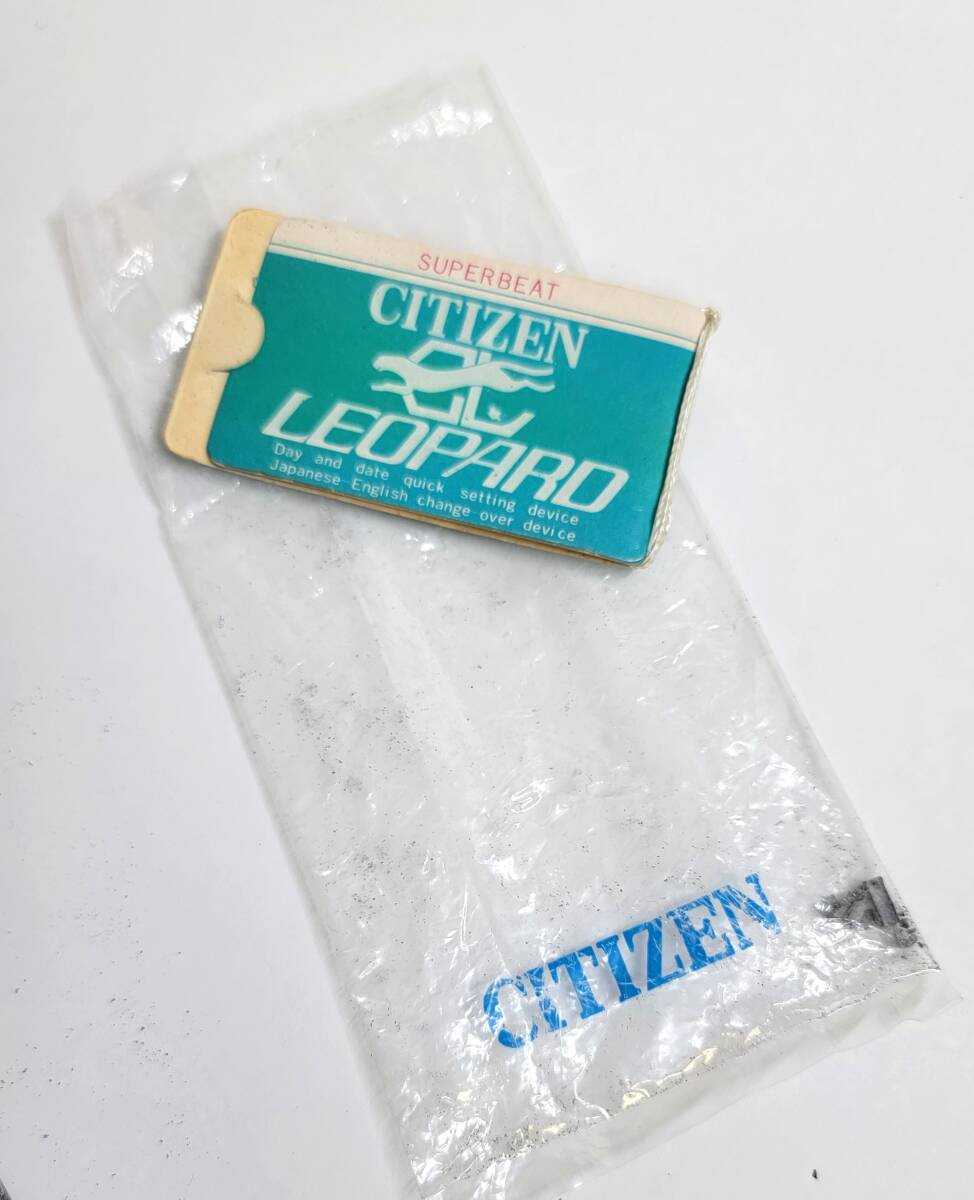 SUPERBEAT
CITIZEN
LEOPARD
Day and date quick setting device
Japanese-English change over device
CITIZEN